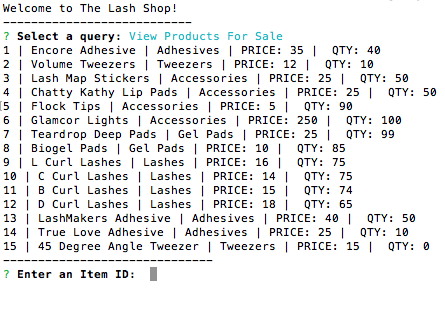 Welcome to The Lash Shop!
---------------------------
? Select a query: View Products For Sale
1 | Encore Adhesive | Adhesives | PRICE: 35 |  QTY: 40
2 | Volume Tweezers | Tweezers | PRICE: 12 |  QTY: 10
3 | Lash Map Stickers | Accessories | PRICE: 25 |  QTY: 50
4 | Chatty Kathy Lip Pads | Accessories | PRICE: 25 |  QTY: 50
5 | Flock Tips | Accessories | PRICE: 5 |  QTY: 90
6 | Glamcor Lights | Accessories | PRICE: 250 |  QTY: 100
7 | Teardrop Deep Pads | Gel Pads | PRICE: 25 |  QTY: 99
8 | Biogel Pads | Gel Pads | PRICE: 10 |  QTY: 85
9 | L Curl Lashes | Lashes | PRICE: 16 |  QTY: 75
10 | C Curl Lashes | Lashes | PRICE: 14 |  QTY: 75
11 | B Curl Lashes | Lashes | PRICE: 15 |  QTY: 74
12 | D Curl Lashes | Lashes | PRICE: 18 |  QTY: 65
13 | LashMakers Adhesive | Adhesives | PRICE: 40 |  QTY: 50
14 | True Love Adhesive | Adhesives | PRICE: 25 |  QTY: 10
15 | 45 Degree Angle Tweezer | Tweezers | PRICE: 15 |  QTY: 0
------------------------------
? Enter an Item ID: